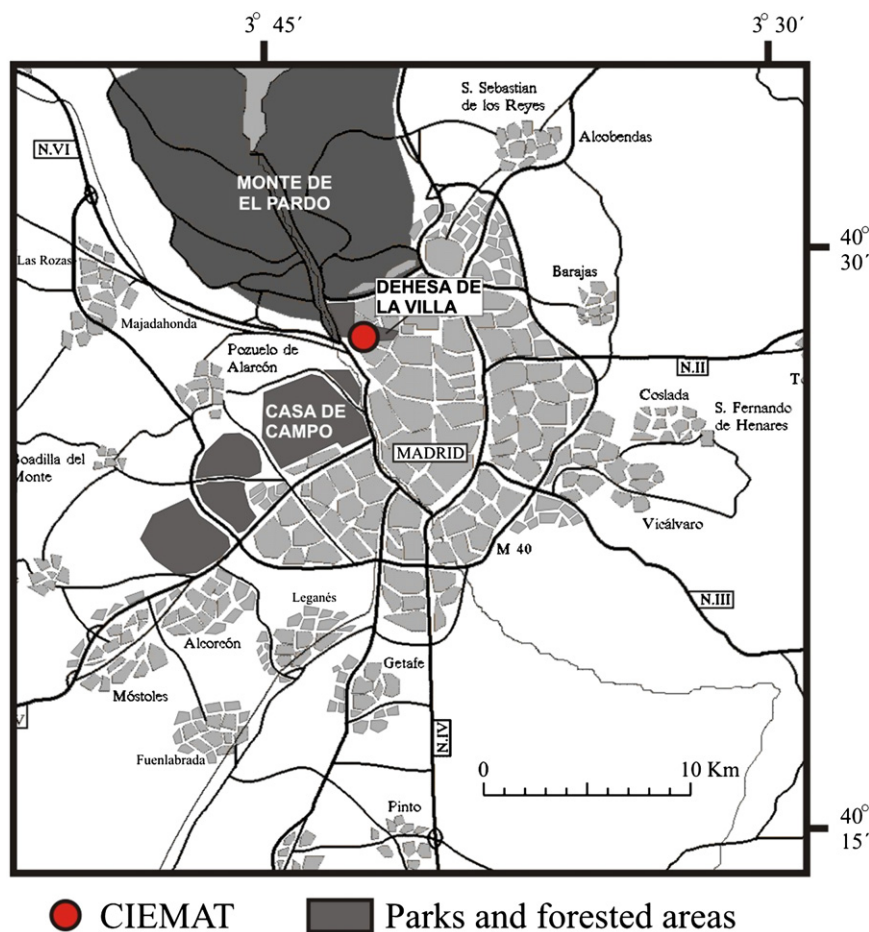 3° 45´
3° 30´
S. Sebastian
de los Reyes
Alcobendas
N.VI
MONTE DE
EL PARDO
40°
30´
Las Rozas
DEHESA DE
LA VILLA
Barajas
Majadahonda
Pozuelo de
Alarcón
N.II
Coslada
S. Fernando
de Henares
CASA DE
CAMPO
MADRID
Boadilla del
Monte
Vicálvaro
M 40
N.III
Leganés
Alcorcón
Getafe
Móstoles
Fuenlabrada
N.IV
0
10 Km
Pinto
40°
15´
CIEMAT
Parks and forested areas